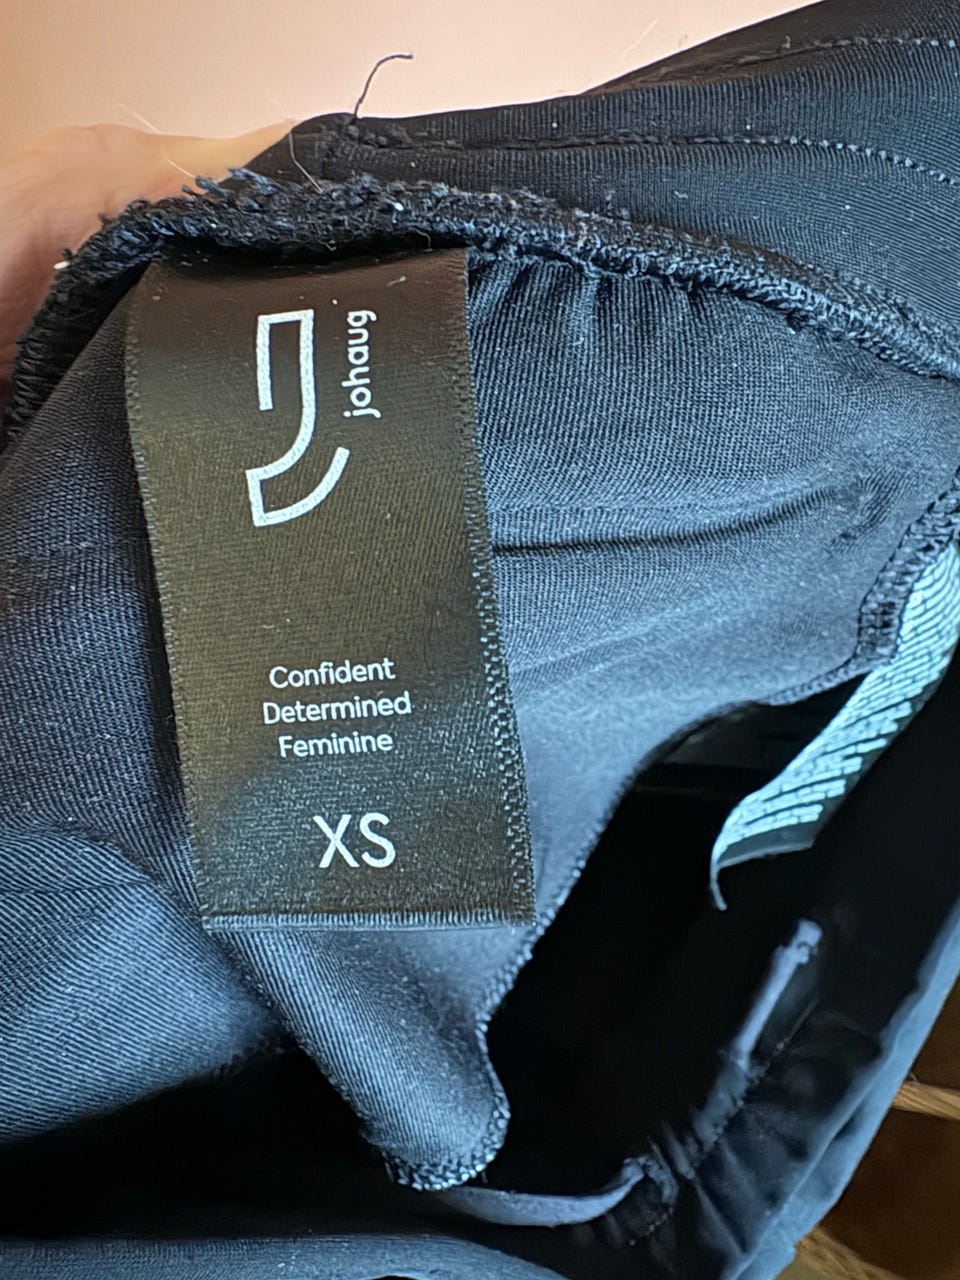 johaug
Confident
Determined
Feminine
XS